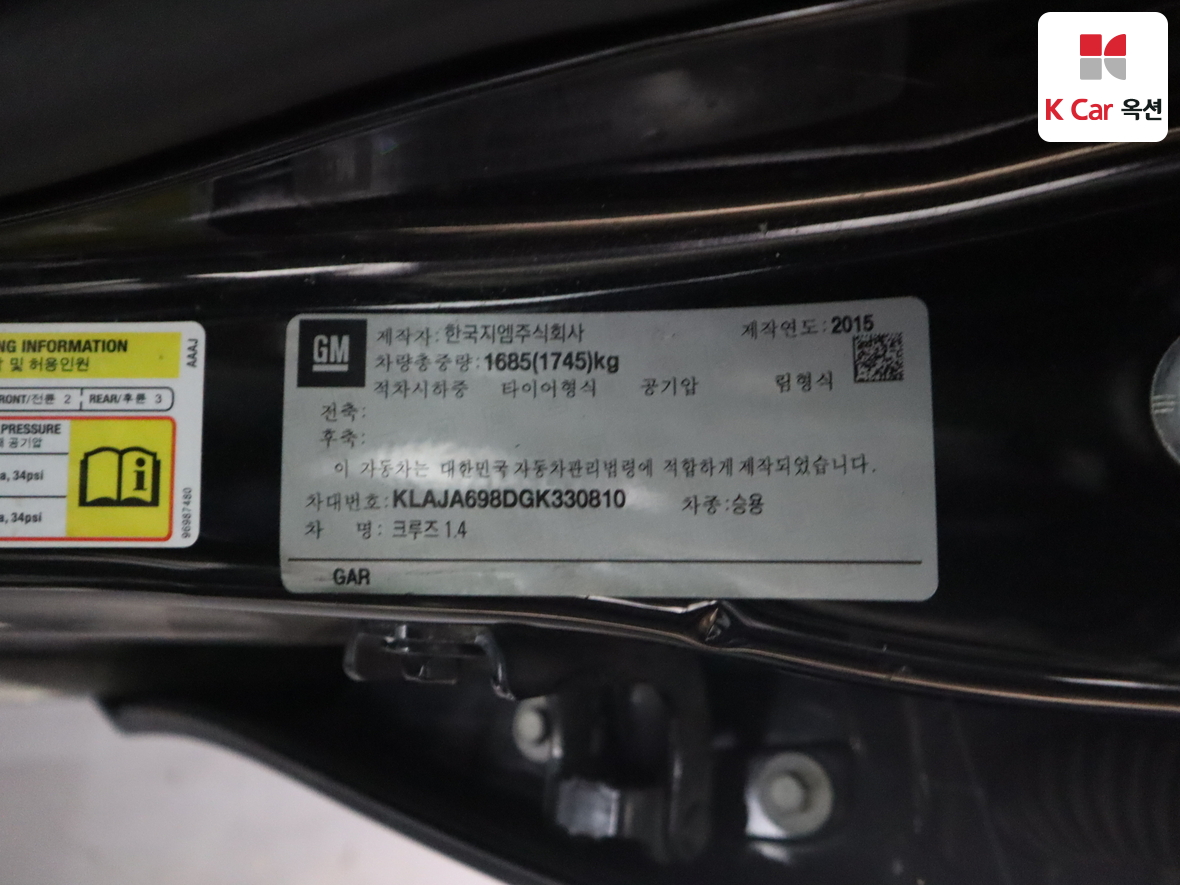 K Car 옥션
NG INFORMATION
및 허용인원
AAAJ
FRONT/전륜 2 REAR/후륜 3
PRESSURE
공기압
34psi
34psi
96987480
GM
제작자: 한국지엠주식회사 제작연도: 2015
차량총중량: 1685(1745)kg
적차시하중 타이어형식 공기압 림형식
전축:
후축:
이 자동차는 대한민국 자동차관리법령에 적합하게 제작되었습니다.
차대번호: KLAJA698DGK330810 차종: 승용
차 명: 크루즈 1.4
GAR